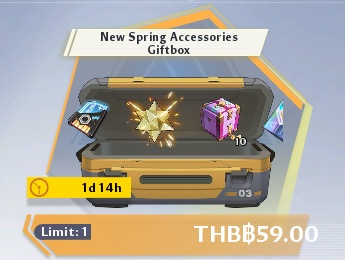 New Spring Accessories
Giftbox
10
1d 14h
03
Limit: 1
THB฿59.00